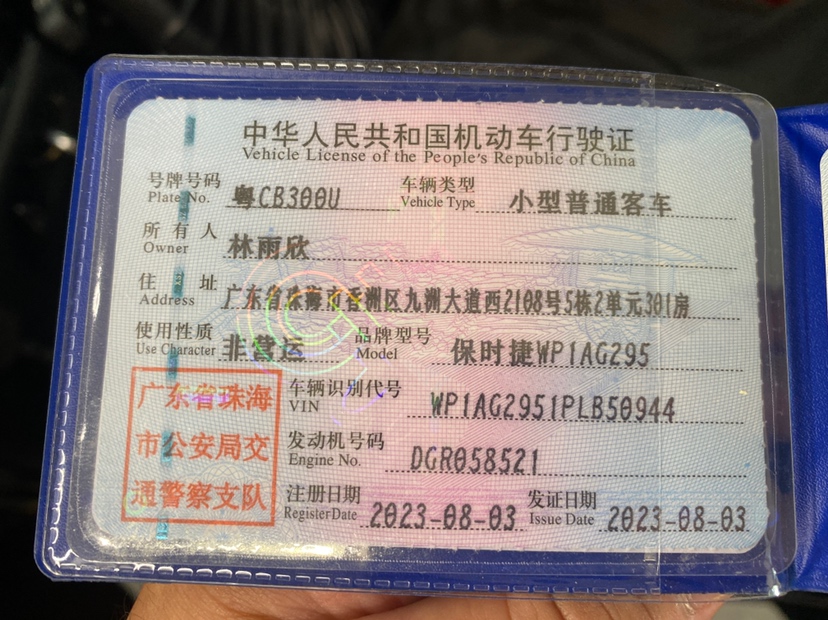 中华人民共和国机动车行驶证
Vehicle License of the People's Republic of China
号牌号码 粤CB300U 车辆类型 小型普通客车
Plate No. Vehicle Type
所有人 林雨欣
Owner
住址 广东省珠海市香洲区九洲大道西2108号5栋2单元301房
Address
使用性质 非营运 品牌型号 保时捷WP1AG295
Use Character Model
广东省珠海
市公安局交
通警察支队
车辆识别代号 WP1AG2951PLB50944
VIN
发动机号码 DGR058521
Engine No.
注册日期 2023-08-03 发证日期 2023-08-03
Register Date Issue Date